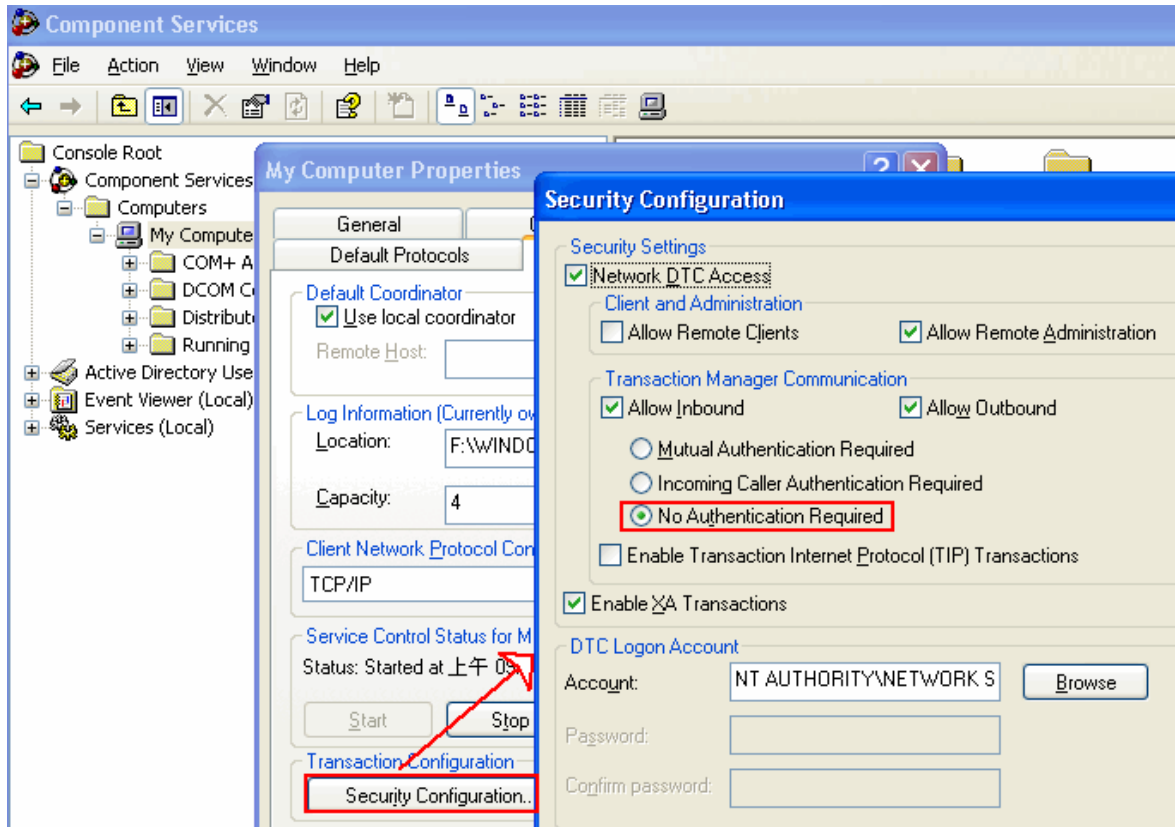 Component Services
File Action View Window Help
Console Root
Component Services
Computers
My Compute
COM+ A
DCOM C
Distribut
Running
Active Directory Use
Event Viewer (Local)
Services (Local)
My Computer Properties
General
Default Protocols
Default Coordinator
Use local coordinator
Remote Host:
Log Information (Currently ow
Location:
F:\WINDO
Capacity:
4
Client Network Protocol Con
TCP/IP
Service Control Status for M
Status: Started at 上午 09
Start Stop
Transaction Configuration
Security Configuration..
Security Configuration
Security Settings
Network DTC Access
Client and Administration
Allow Remote Clients Allow Remote Administration
Transaction Manager Communication
Allow Inbound Allow Outbound
Mutual Authentication Required
Incoming Caller Authentication Required
No Authentication Required
Enable Transaction Internet Protocol (TIP) Transactions
Enable XA Transactions
DTC Logon Account
Account: NT AUTHORITY\NETWORK S Browse
Password:
Confirm password: